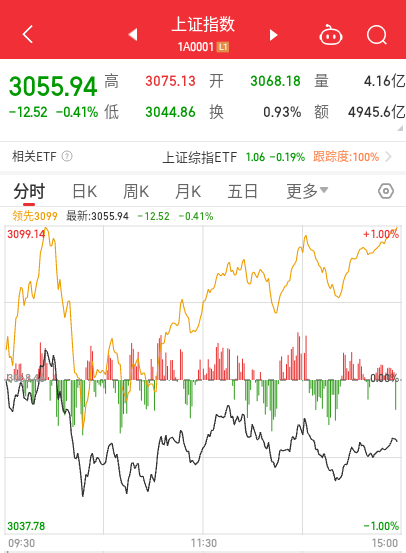 上证指数
1A0001 L1
3055.94 高 3075.13 开 3068.18 量 4.16亿
-12.52 -0.41% 低 3044.86 换 0.93% 额 4945.6亿
相关ETF ? 上证综指ETF 1.06 -0.19% 跟踪度:100%
分时 日K 周K 月K 五日 更多
领先3099 最新:3055.94 -12.52 -0.41%
3099.14 +1.00%
0.00%
3037.78 -1.00%
09:30 11:30 15:00